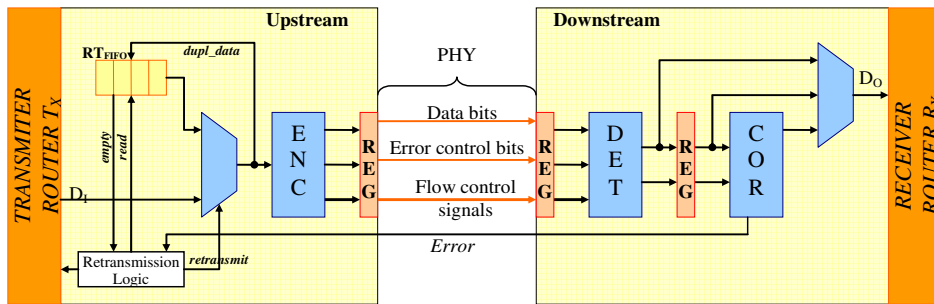 Upstream
Downstream
TRANSMITER
ROUTER TX
RTFIFO
dupl_data
empty
read
DI
Retransmission
Logic
retransmit
E
N
C
R
E
G
PHY
Data bits
Error control bits
Flow control
signals
Error
R
E
G
D
E
T
R
E
G
C
O
R
DO
RECEIVER
ROUTER RX